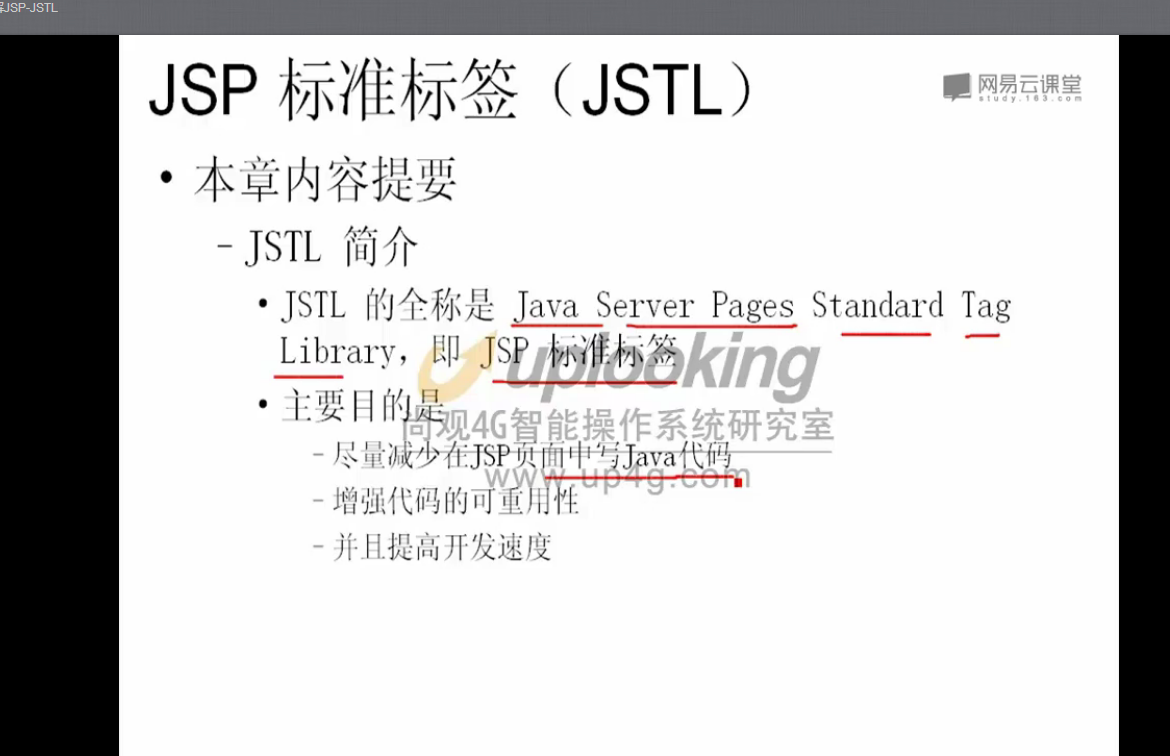 JSP-JSTL
JSP 标准标签（JSTL）
网易云课堂
study.163.com
• 本章内容提要
– JSTL 简介
• JSTL 的全称是 Java Server Pages Standard Tag
Library，即 JSP 标准标签
uplooking
• 主要目的是
尚观4G智能操作系统研究室
– 尽量减少在JSP页面中写Java代码
www.up4g.com
– 增强代码的可重用性
– 并且提高开发速度